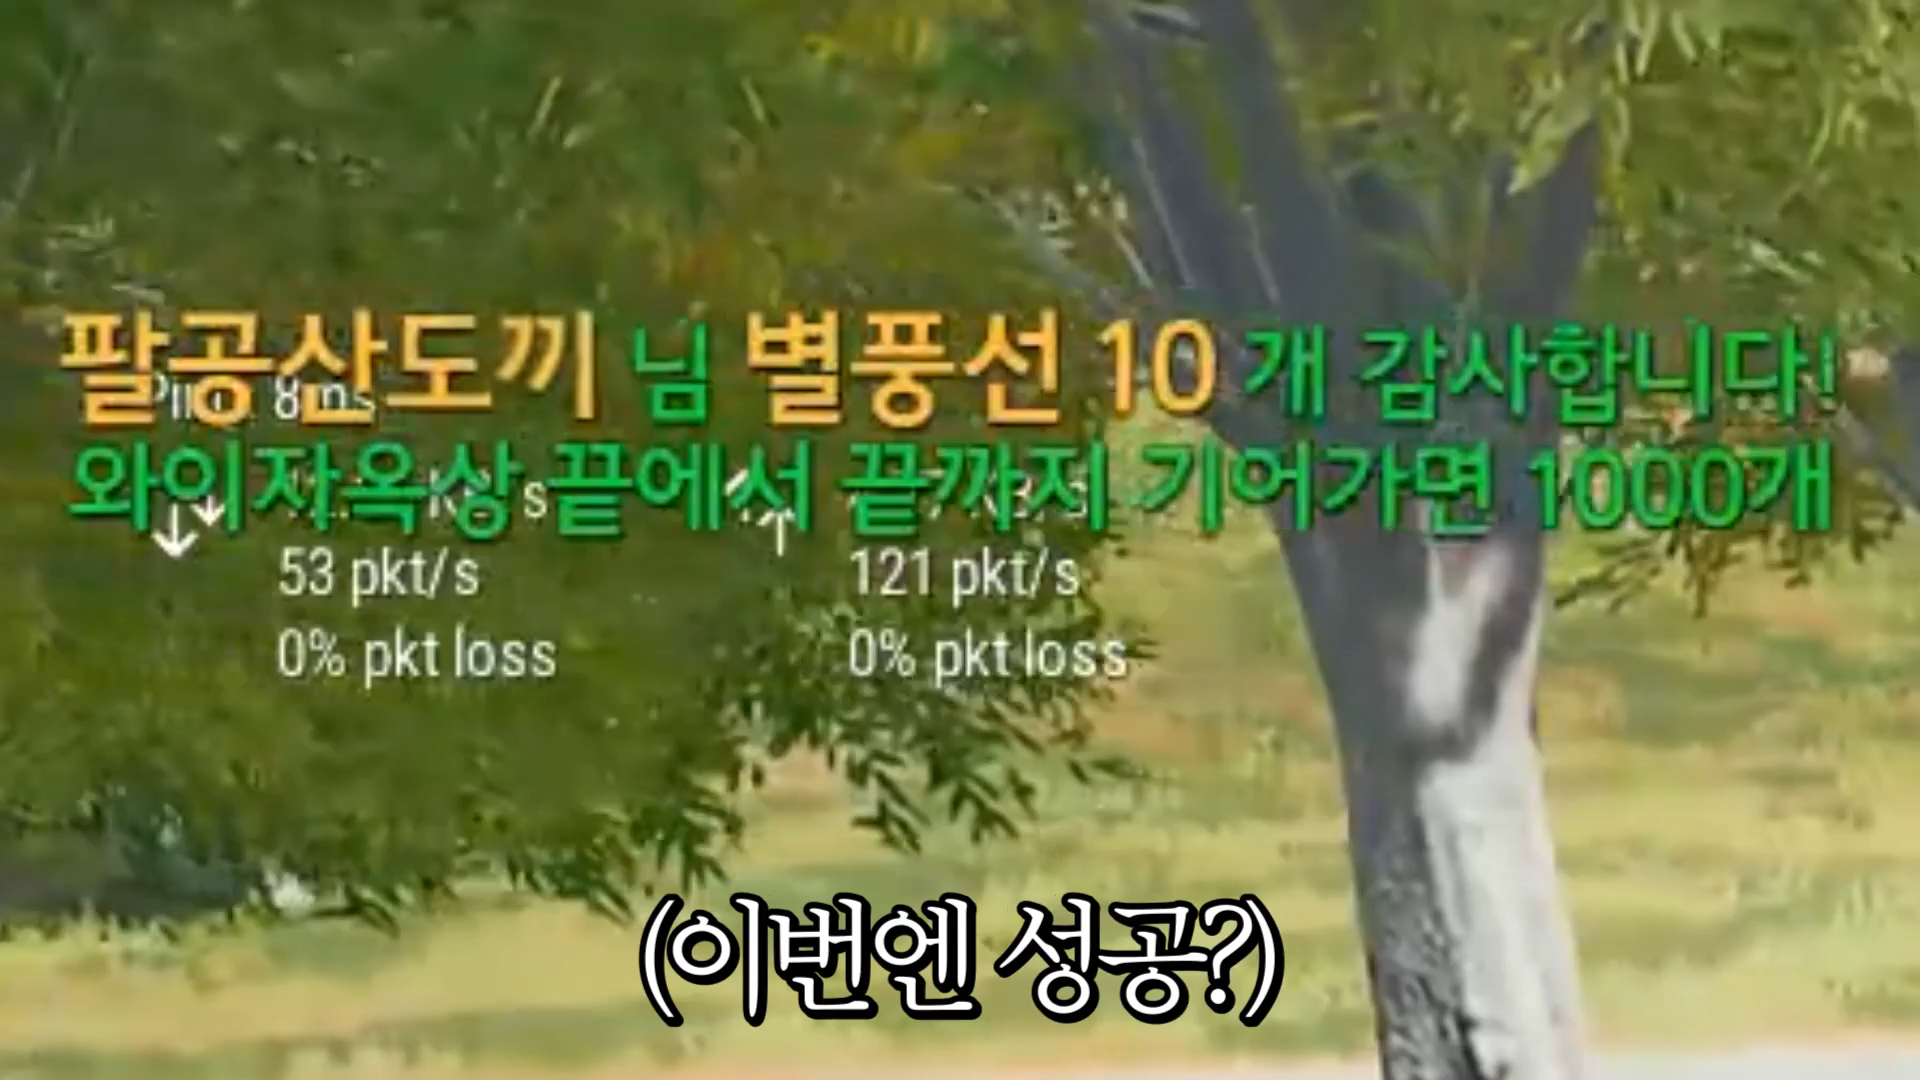 팔공산도끼 님 별풍선 10 개 감사합니다!
와이자옥상 끝에서 끝까지 기어가면 1000개
8ms
53 pkt/s
121 pkt/s
0% pkt loss
0% pkt loss
(이번엔 성공?)